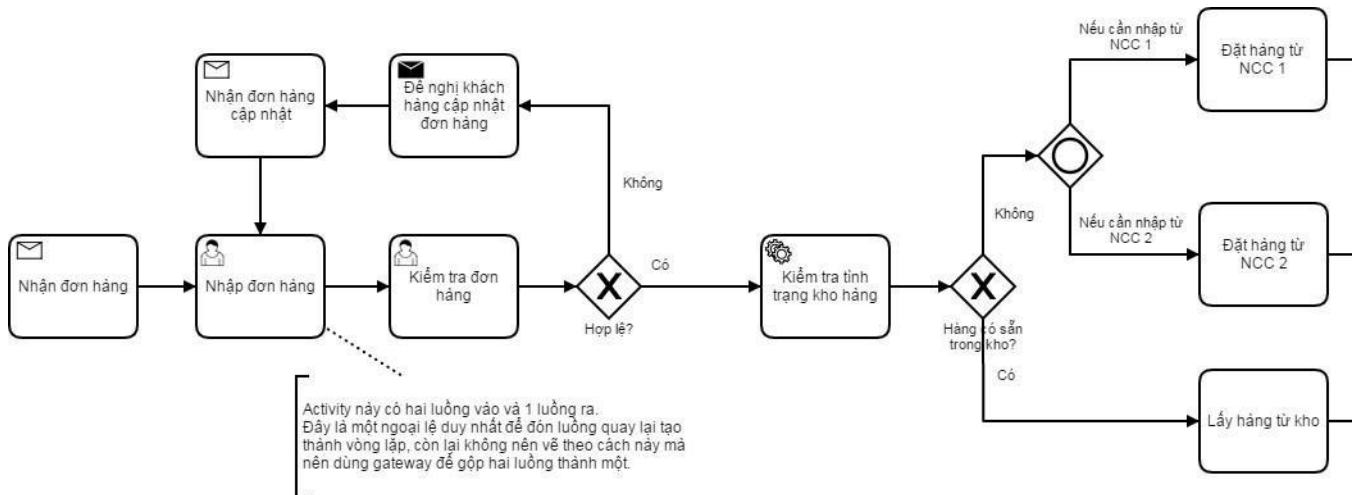 Nhận đơn hàng
cập nhật
Đề nghị khách
hàng cập nhật
đơn hàng
Nếu cần nhập từ
NCC 1
Đặt hàng từ
NCC 1
Không
Không
Nếu cần nhập từ
NCC 2
Đặt hàng từ
NCC 2
Nhận đơn hàng
Nhập đơn hàng
Kiểm tra đơn
hàng
Có
Hợp lệ?
Kiểm tra tình
trạng kho hàng
Hàng có sẵn
trong kho?
Có
Lấy hàng từ kho
Activity này có hai luồng vào và 1 luồng ra.
Đây là một ngoại lệ duy nhất để đón luồng quay lại tạo
thành vòng lặp, còn lại không nên vẽ theo cách này mà
nên dùng gateway để gộp hai luồng thành một.